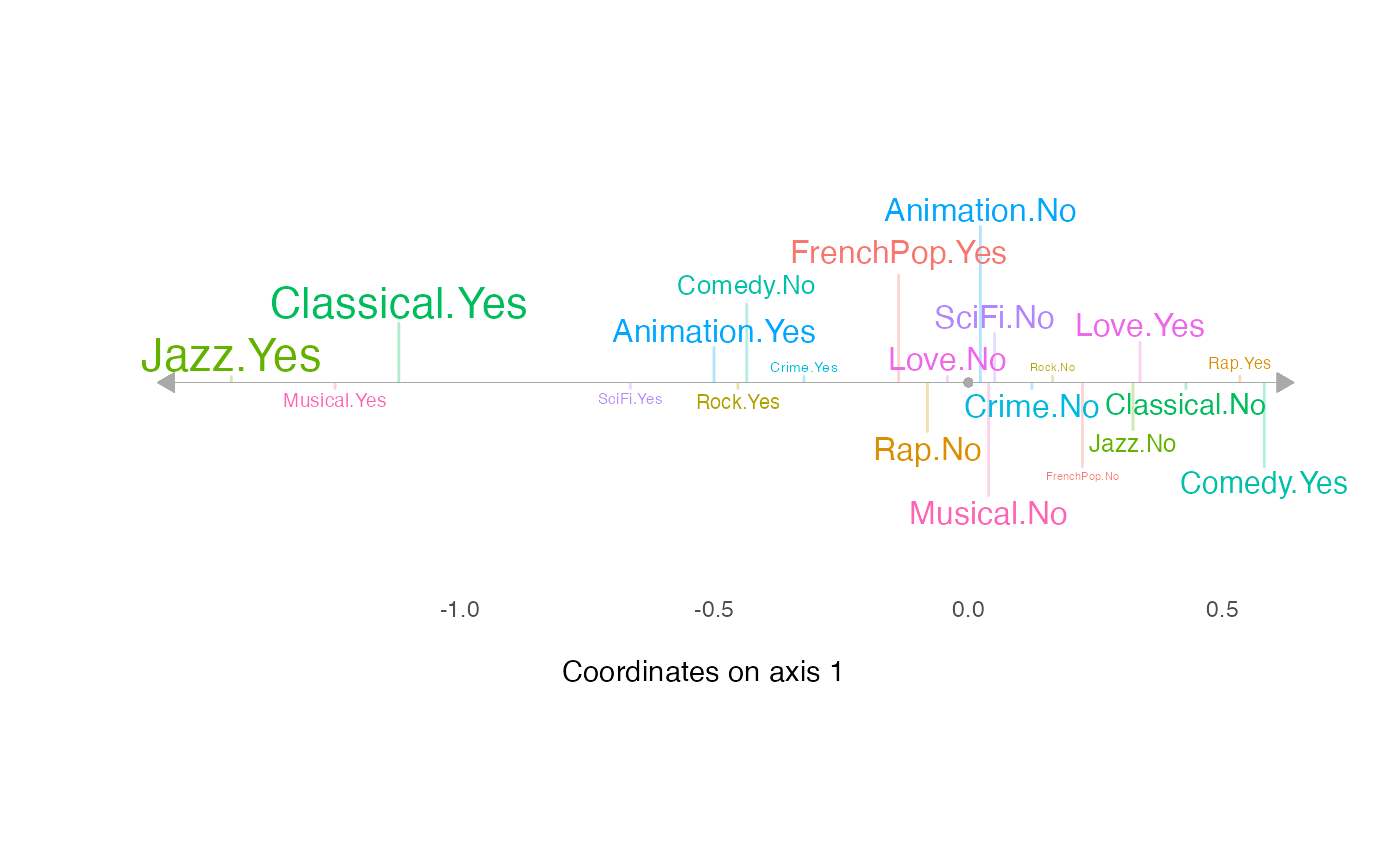 Animation.No
FrenchPop.Yes
Comedy.No
Classical.Yes
SciFi.No
Love.Yes
Animation.Yes
Jazz.Yes
Love.No
Crime.Yes
Rock.No
Rap.Yes
Musical.Yes
SciFi.Yes
Rock.Yes
Crime.No
Classical.No
Rap.No
Jazz.No
FrenchPop.No
Comedy.Yes
Musical.No
-1.0 -0.5 0.0 0.5
Coordinates on axis 1